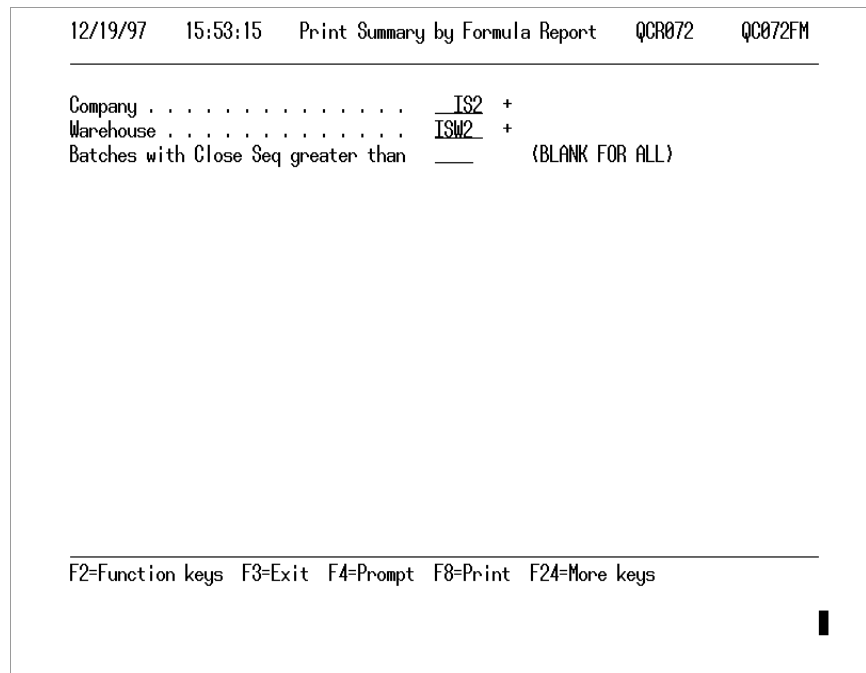 12/19/97 15:53:15 Print Summary by Formula Report QCR072 QC072FM
Company . . . . . . . . . . . . . . IS2 +
Warehouse . . . . . . . . . . . . . ISW2 +
Batches with Close Seq greater than ____ (BLANK FOR ALL)
F2=Function keys F3=Exit F4=Prompt F8=Print F24=More keys